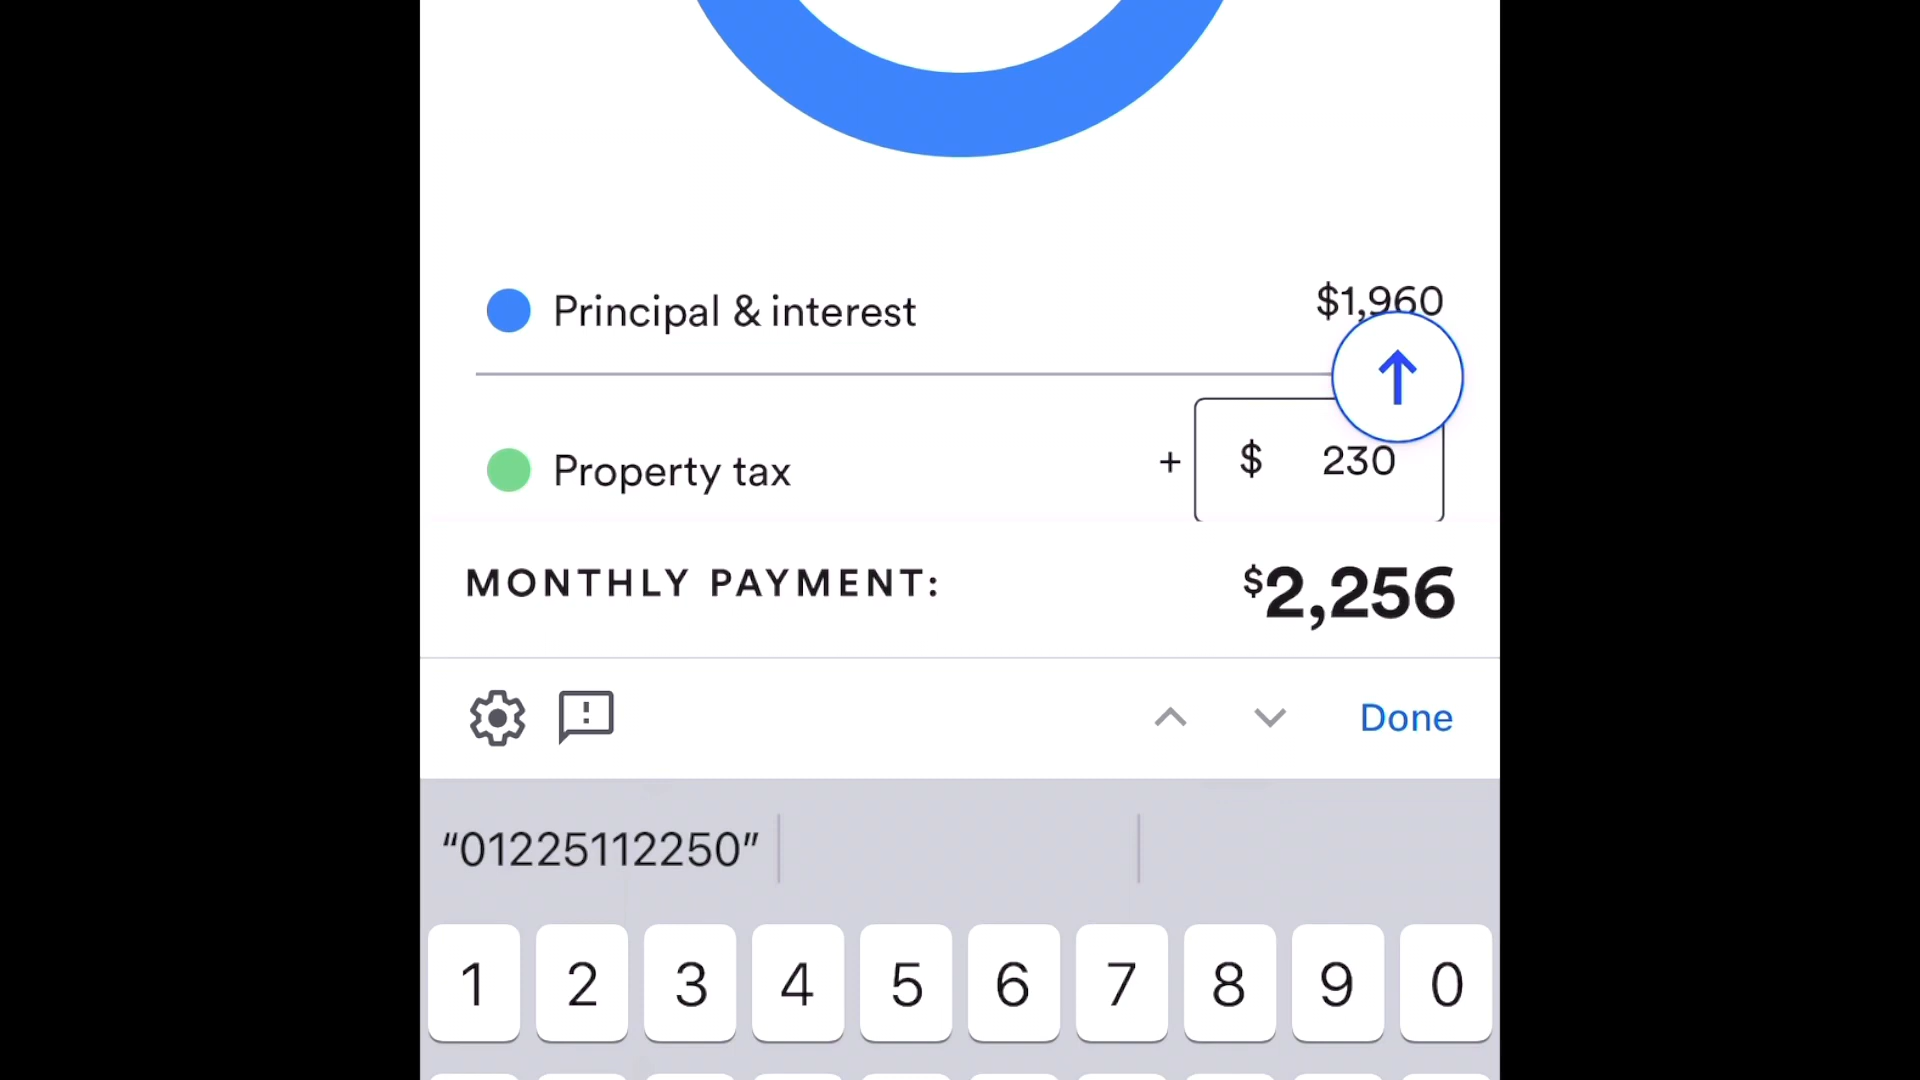 Principal & interest $1,960
Property tax + $ 230
MONTHLY PAYMENT: $2,256
Done
“01225112250”
1 2 3 4 5 6 7 8 9 0